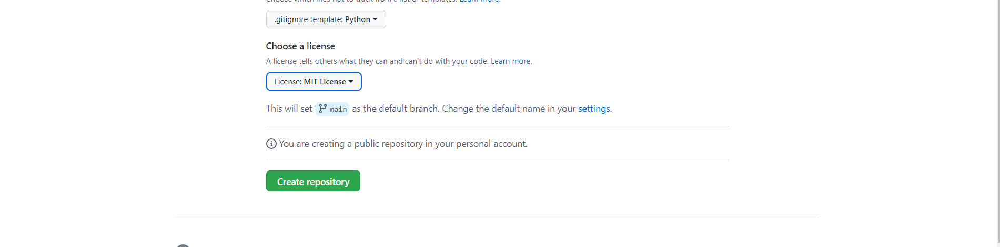 Choose which files not to track from a list of templates. Learn more.
.gitignore template: Python
Choose a license
A license tells others what they can and can't do with your code. Learn more.
License: MIT License
This will set main as the default branch. Change the default name in your settings.
You are creating a public repository in your personal account.
Create repository